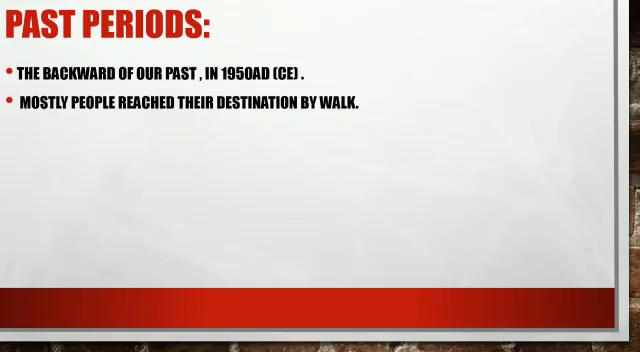 PAST PERIODS:
• THE BACKWARD OF OUR PAST , IN 1950AD (CE) .
• MOSTLY PEOPLE REACHED THEIR DESTINATION BY WALK.